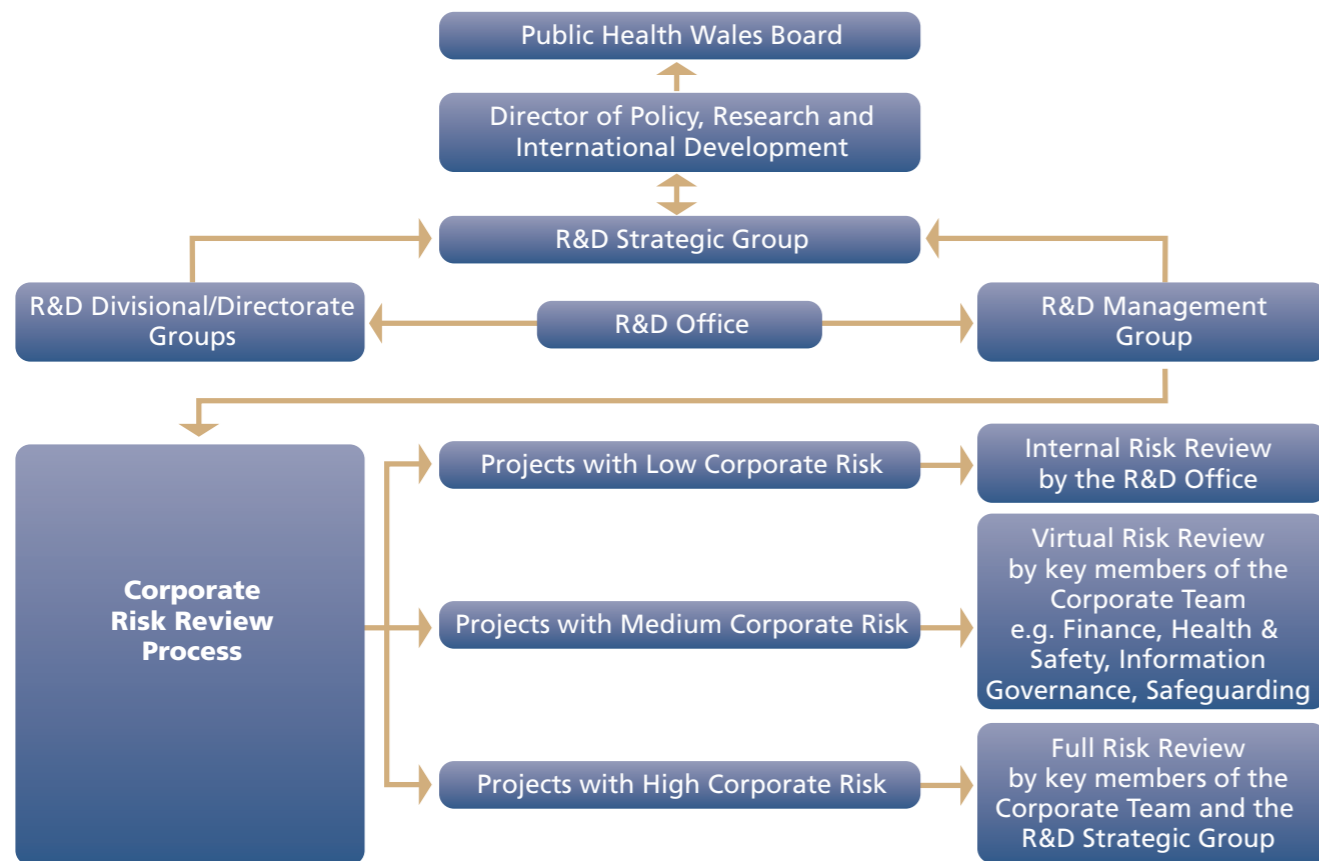 Public Health Wales Board
Director of Policy, Research and
International Development
R&D Strategic Group
R&D Divisional/Directorate
Groups
R&D Office
R&D Management
Group
Corporate
Risk Review
Process
Projects with Low Corporate Risk
Internal Risk Review
by the R&D Office
Projects with Medium Corporate Risk
Virtual Risk Review
by key members of the
Corporate Team
e.g. Finance, Health &
Safety, Information
Governance, Safeguarding
Projects with High Corporate Risk
Full Risk Review
by key members of the
Corporate Team and the
R&D Strategic Group